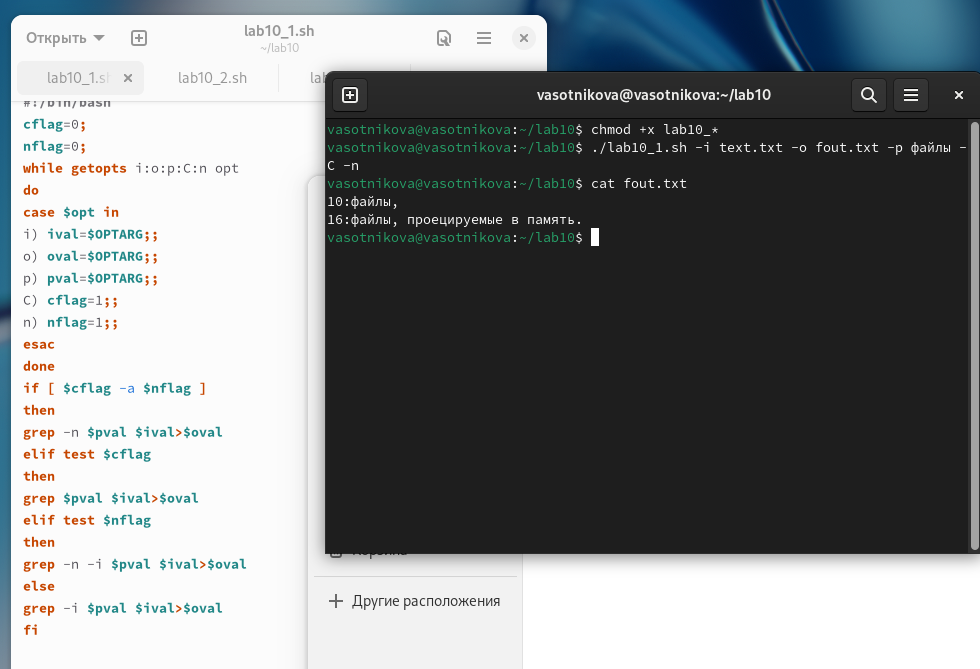 Открыть
lab10_1.sh
~/lab10
lab10_1.sh
lab10_2.sh
#!/bin/bash
cflag=0;
nflag=0;
while getopts i:o:p:C:n opt
do
case $opt in
i) ival=$OPTARG;;
o) oval=$OPTARG;;
p) pval=$OPTARG;;
C) cflag=1;;
n) nflag=1;;
esac
done
if [ $cflag -a $nflag ]
then
grep -n $pval $ival>$oval
elif test $cflag
then
grep $pval $ival>$oval
elif test $nflag
then
grep -n -i $pval $ival>$oval
else
grep -i $pval $ival>$oval
fi
vasotnikova@vasotnikova:~/lab10
vasotnikova@vasotnikova:~/lab10$ chmod +x lab10_*
vasotnikova@vasotnikova:~/lab10$ ./lab10_1.sh -i text.txt -o fout.txt -p файлы -
C -n
vasotnikova@vasotnikova:~/lab10$ cat fout.txt
10:файлы,
16:файлы, проецируемые в память.
vasotnikova@vasotnikova:~/lab10$
Корзина
Другие расположения